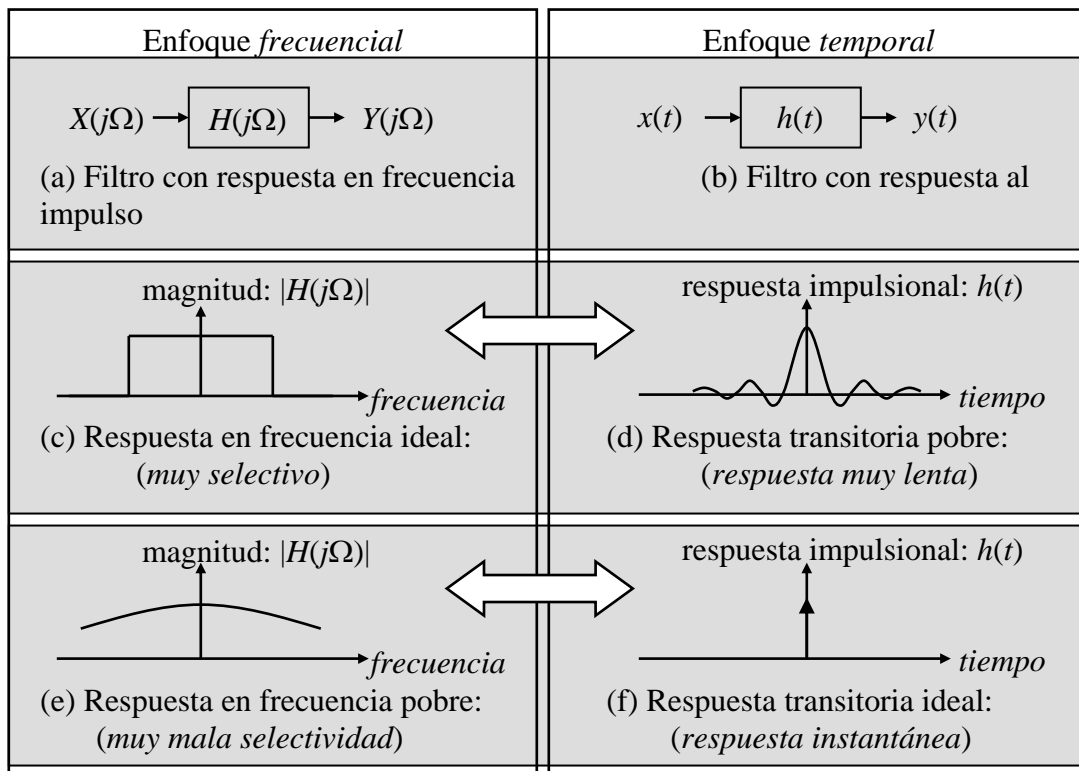 Enfoque frecuencial
Enfoque temporal
X(jΩ) H(jΩ) Y(jΩ)
x(t) h(t) y(t)
(a) Filtro con respuesta en frecuencia
impulso
(b) Filtro con respuesta al
magnitud: |H(jΩ)|
frecuencia
(c) Respuesta en frecuencia ideal:
(muy selectivo)
respuesta impulsional: h(t)
tiempo
(d) Respuesta transitoria pobre:
(respuesta muy lenta)
magnitud: |H(jΩ)|
frecuencia
(e) Respuesta en frecuencia pobre:
(muy mala selectividad)
respuesta impulsional: h(t)
tiempo
(f) Respuesta transitoria ideal:
(respuesta instantánea)